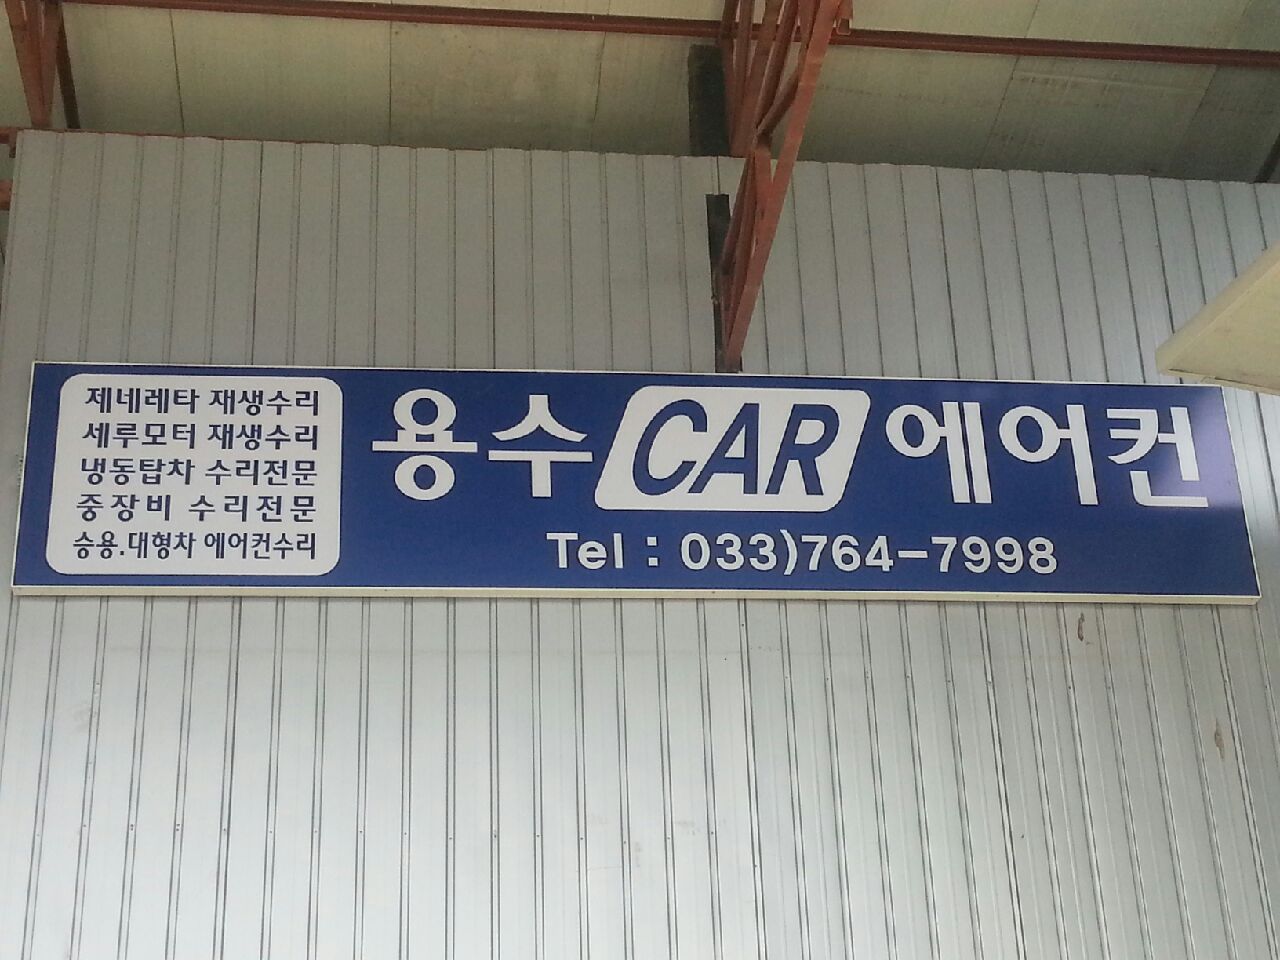 제네레타 재생수리
세루모터 재생수리
냉동탑차 수리전문
중장비 수리전문
승용.대형차 에어컨수리
용수 CAR 에어컨
Tel : 033)764-7998